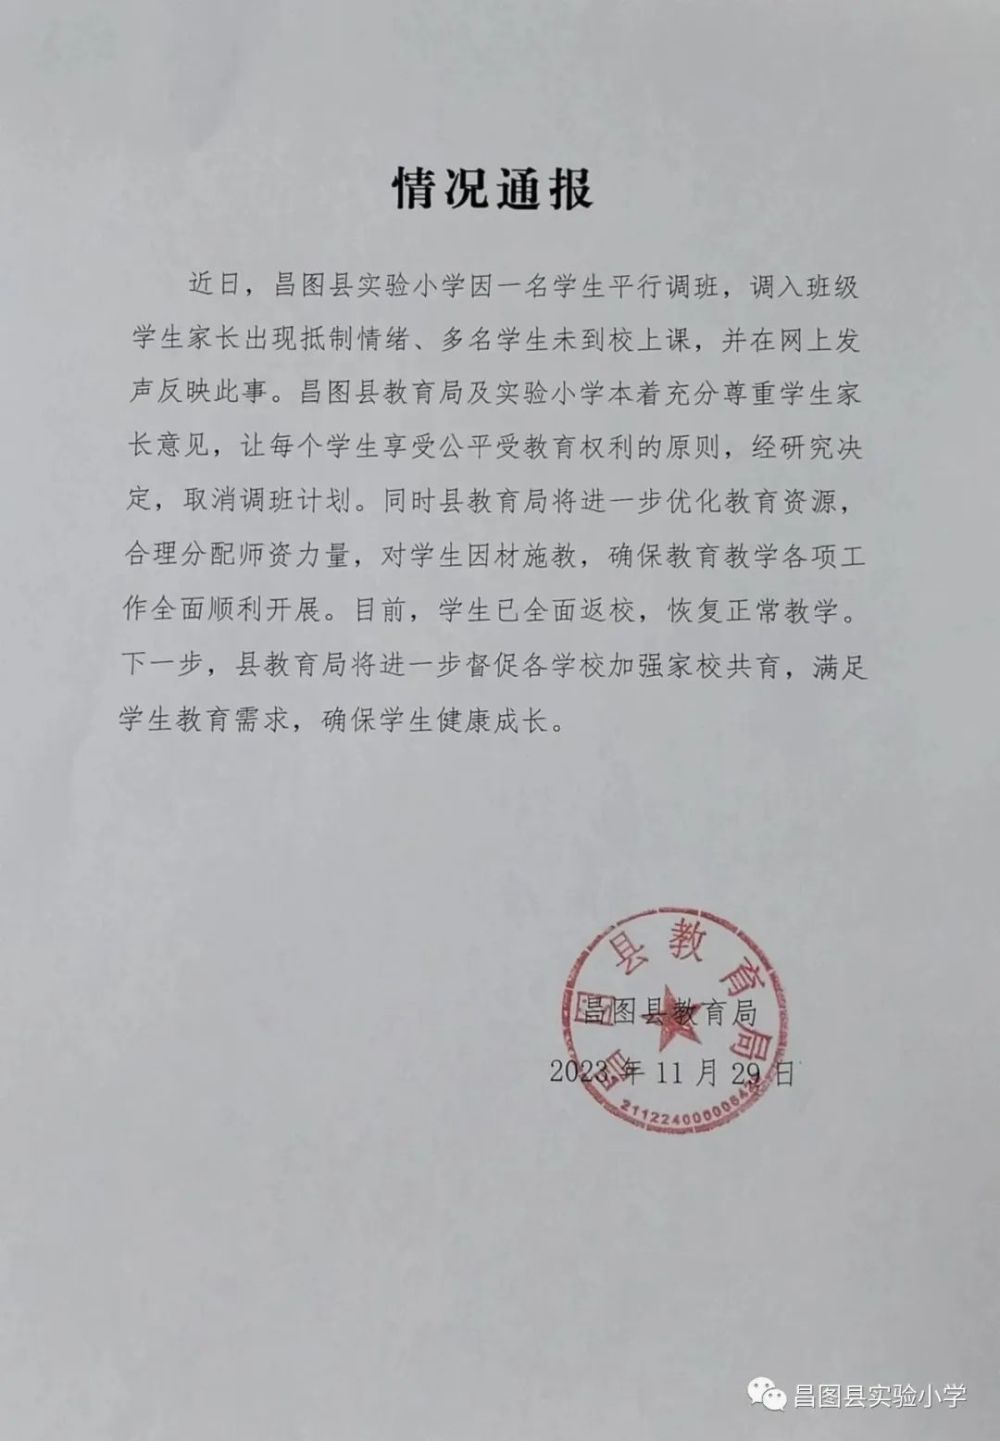 情况通报
近日，昌图县实验小学因一名学生平行调班，调入班级
学生家长出现抵制情绪、多名学生未到校上课，并在网上发
声反映此事。昌图县教育局及实验小学本着充分尊重学生家
长意见，让每个学生享受公平受教育权利的原则，经研究决
定，取消调班计划。同时县教育局将进一步优化教育资源，
合理分配师资力量，对学生因材施教，确保教育教学各项工
作全面顺利开展。目前，学生已全面返校，恢复正常教学。
下一步，县教育局将进一步督促各学校加强家校共育，满足
学生教育需求，确保学生健康成长。
昌图县教育局
昌图县教育局
2023年11月29日
昌图县实验小学